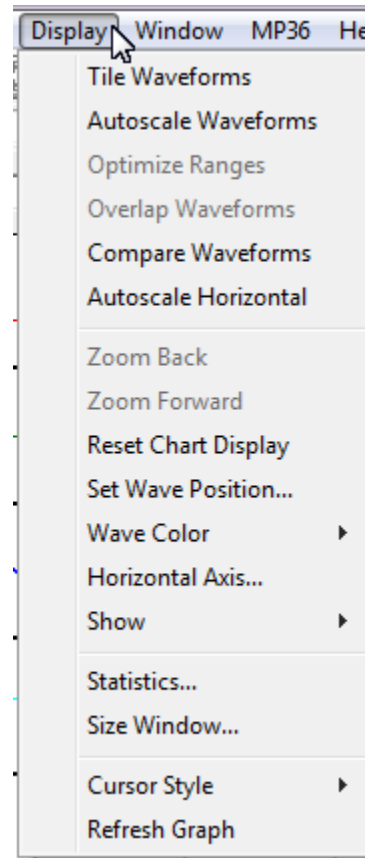 Display Window MP36 He
Tile Waveforms
Autoscale Waveforms
Optimize Ranges
Overlap Waveforms
Compare Waveforms
Autoscale Horizontal
Zoom Back
Zoom Forward
Reset Chart Display
Set Wave Position...
Wave Color
Horizontal Axis...
Show
Statistics...
Size Window...
Cursor Style
Refresh Graph